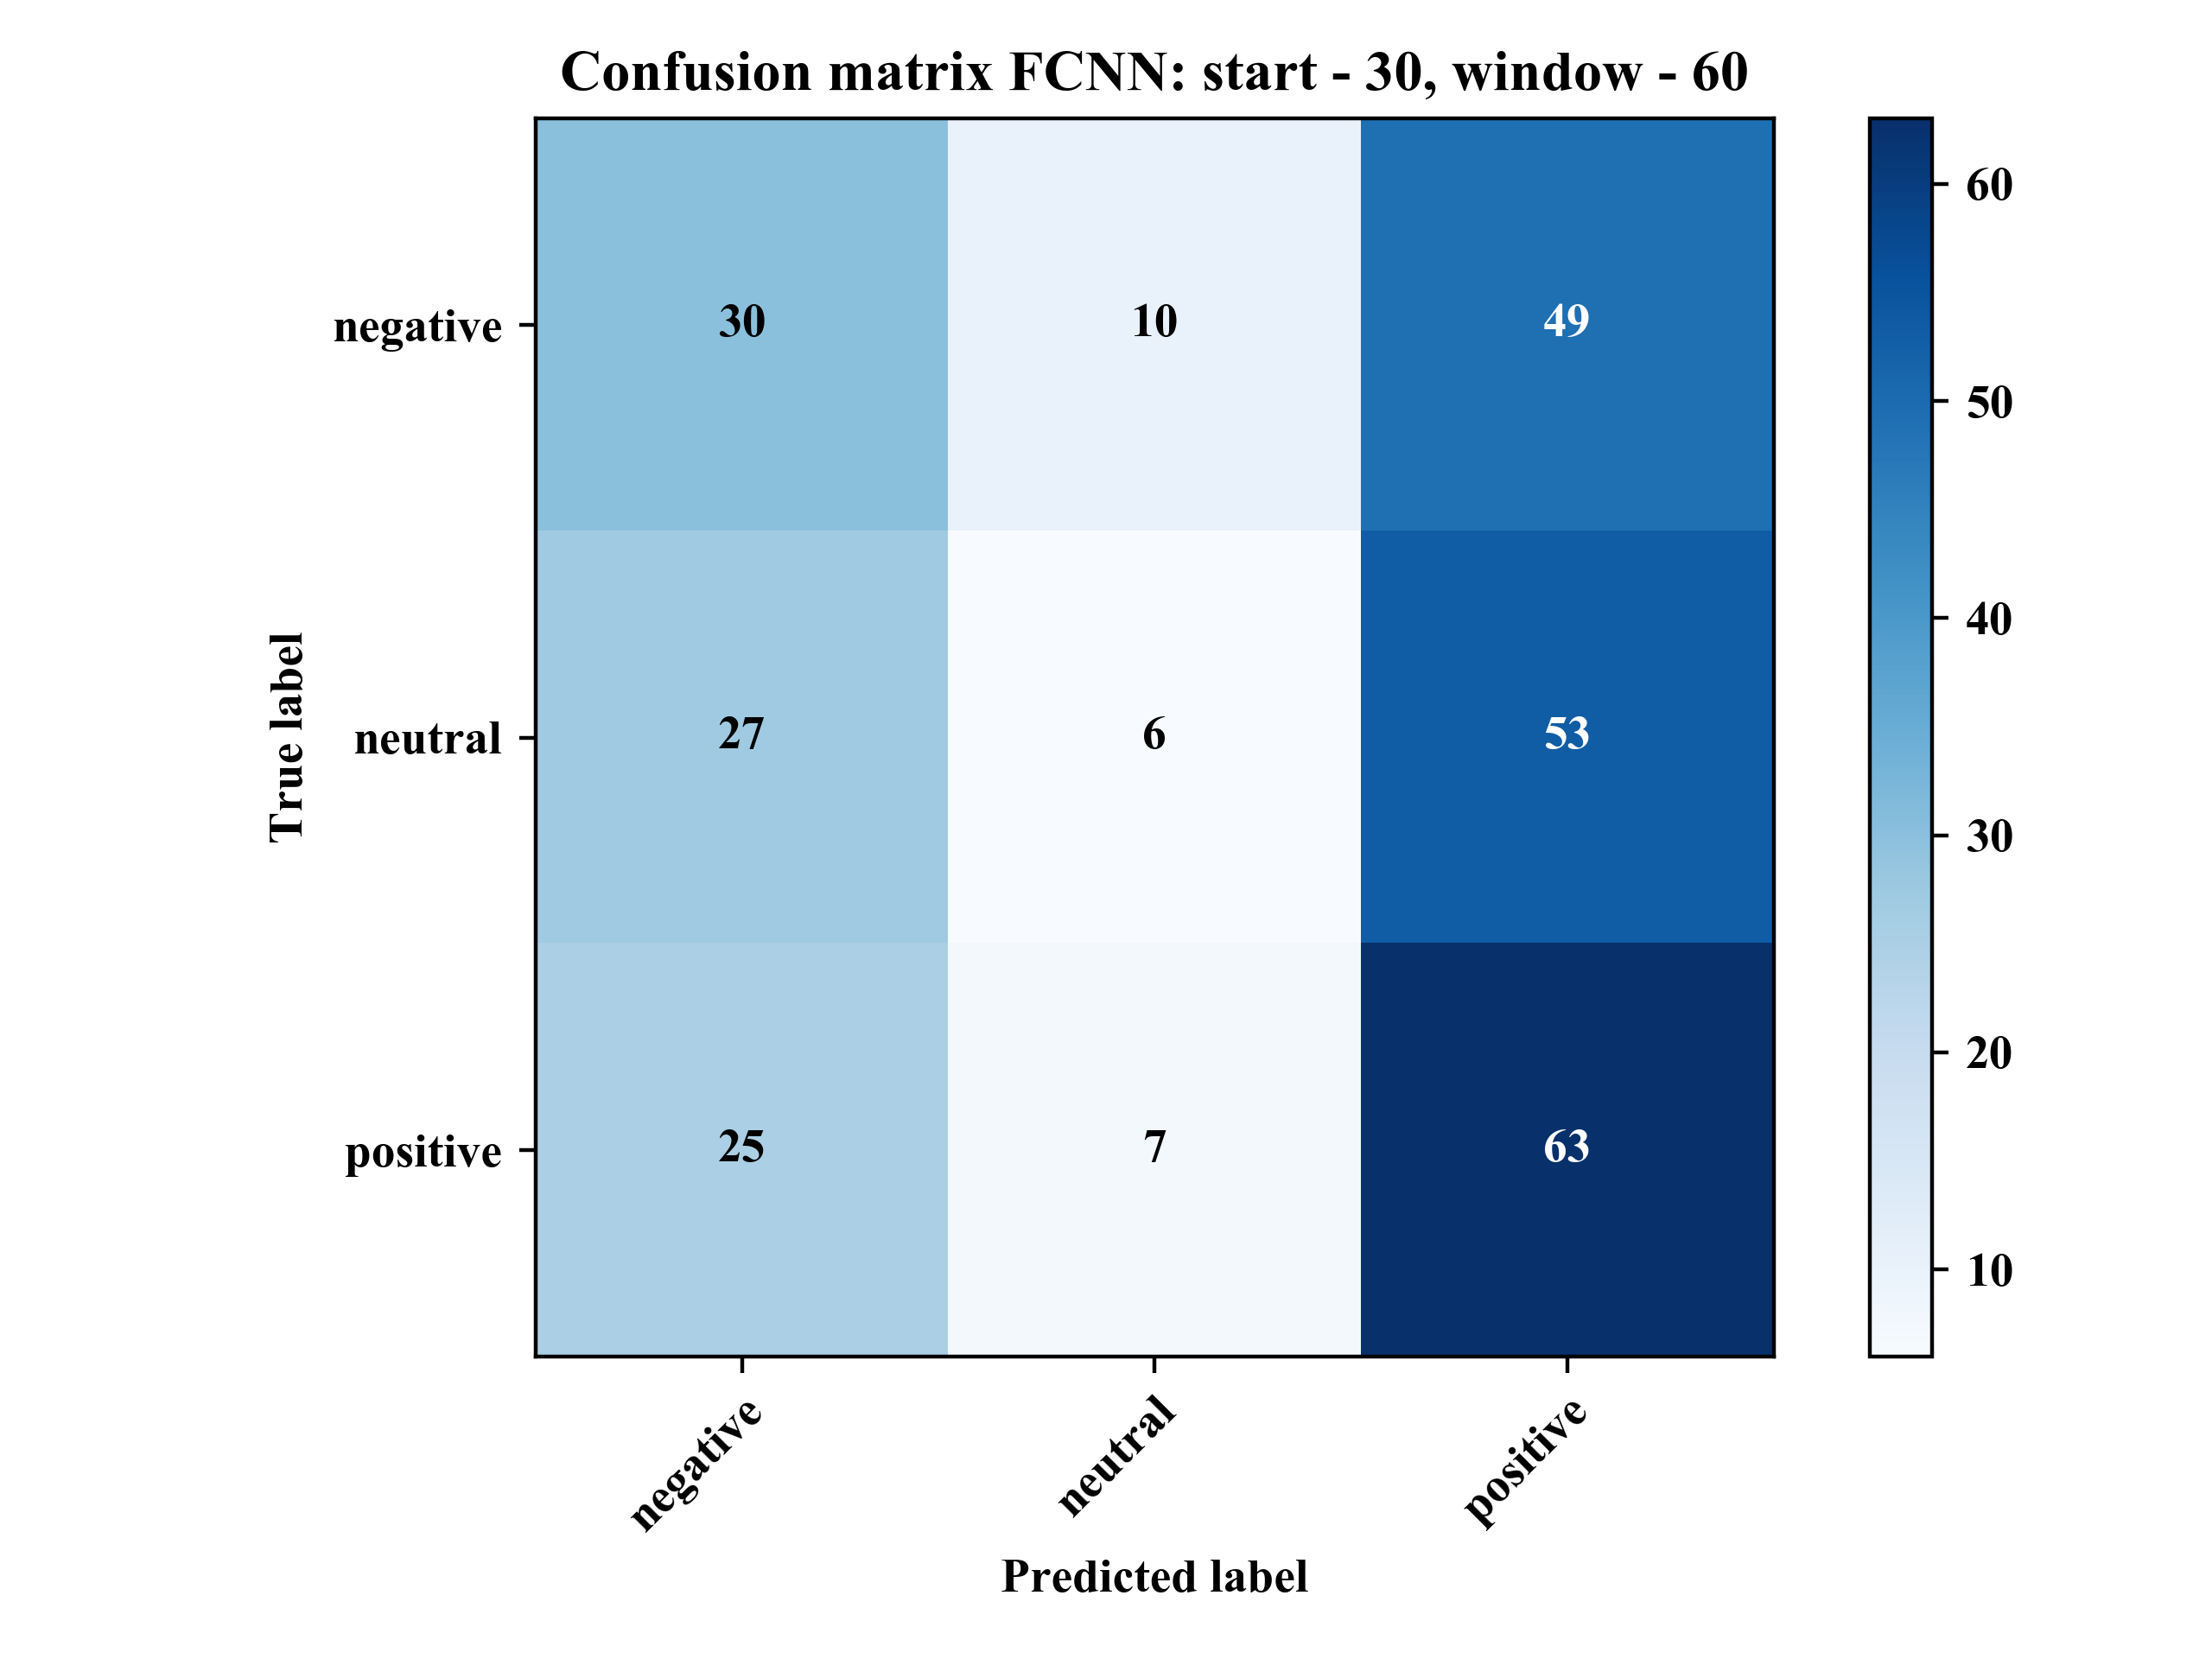 Confusion matrix FCNN: start - 30, window - 60
True label
negative 30 10 49
neutral 27 6 53
positive 25 7 63
negative neutral positive
Predicted label
60
50
40
30
20
10